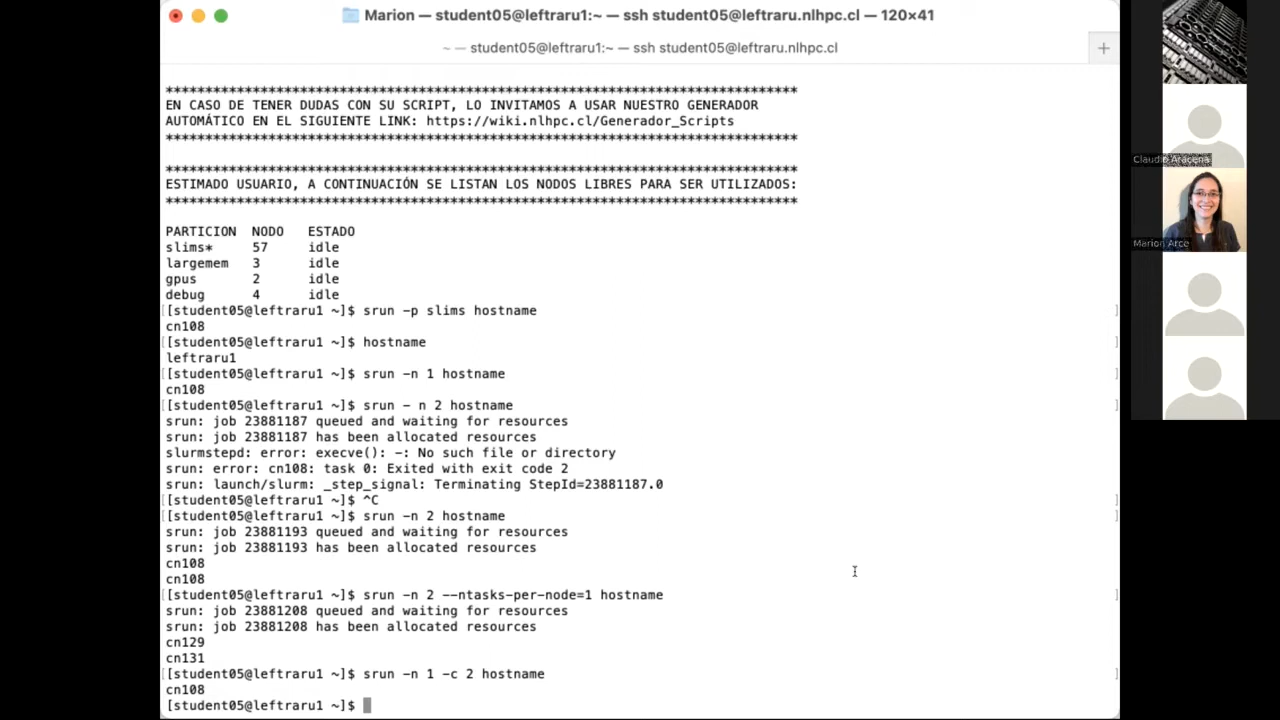 Marion — student05@leftraru1:~ — ssh student05@leftraru.nlhpc.cl — 120×41
~ — student05@leftraru1:~ — ssh student05@leftraru.nlhpc.cl
+
********************************************************************************
EN CASO DE TENER DUDAS CON SU SCRIPT, LO INVITAMOS A USAR NUESTRO GENERADOR
AUTOMÁTICO EN EL SIGUIENTE LINK: https://wiki.nlhpc.cl/Generador_Scripts
********************************************************************************
********************************************************************************
ESTIMADO USUARIO, A CONTINUACIÓN SE LISTAN LOS NODOS LIBRES PARA SER UTILIZADOS:
********************************************************************************
PARTICION  NODO   ESTADO
slims*     57     idle
largemem   3      idle
gpus       2      idle
debug      4      idle
[[student05@leftraru1 ~]$ srun -p slims hostname ]
cn108
[[student05@leftraru1 ~]$ hostname ]
leftraru1
[[student05@leftraru1 ~]$ srun -n 1 hostname ]
cn108
[[student05@leftraru1 ~]$ srun - n 2 hostname ]
srun: job 23881187 queued and waiting for resources
srun: job 23881187 has been allocated resources
slurmstepd: error: execve(): -: No such file or directory
srun: error: cn108: task 0: Exited with exit code 2
srun: launch/slurm: _step_signal: Terminating StepId=23881187.0
[[student05@leftraru1 ~]$ ^C ]
[[student05@leftraru1 ~]$ srun -n 2 hostname ]
srun: job 23881193 queued and waiting for resources
srun: job 23881193 has been allocated resources
cn108
cn108
[[student05@leftraru1 ~]$ srun -n 2 --ntasks-per-node=1 hostname ]
srun: job 23881208 queued and waiting for resources
srun: job 23881208 has been allocated resources
cn129
cn131
[[student05@leftraru1 ~]$ srun -n 1 -c 2 hostname ]
cn108
[student05@leftraru1 ~]$
Claudio Aracena
Marion Arce